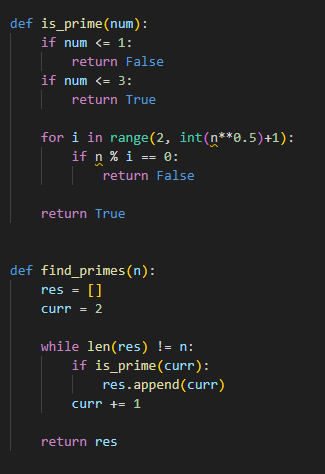 def is_prime(num):
    if num <= 1:
        return False
    if num <= 3:
        return True

    for i in range(2, int(n**0.5)+1):
        if n % i == 0:
            return False

    return True


def find_primes(n):
    res = []
    curr = 2

    while len(res) != n:
        if is_prime(curr):
            res.append(curr)
        curr += 1

    return res